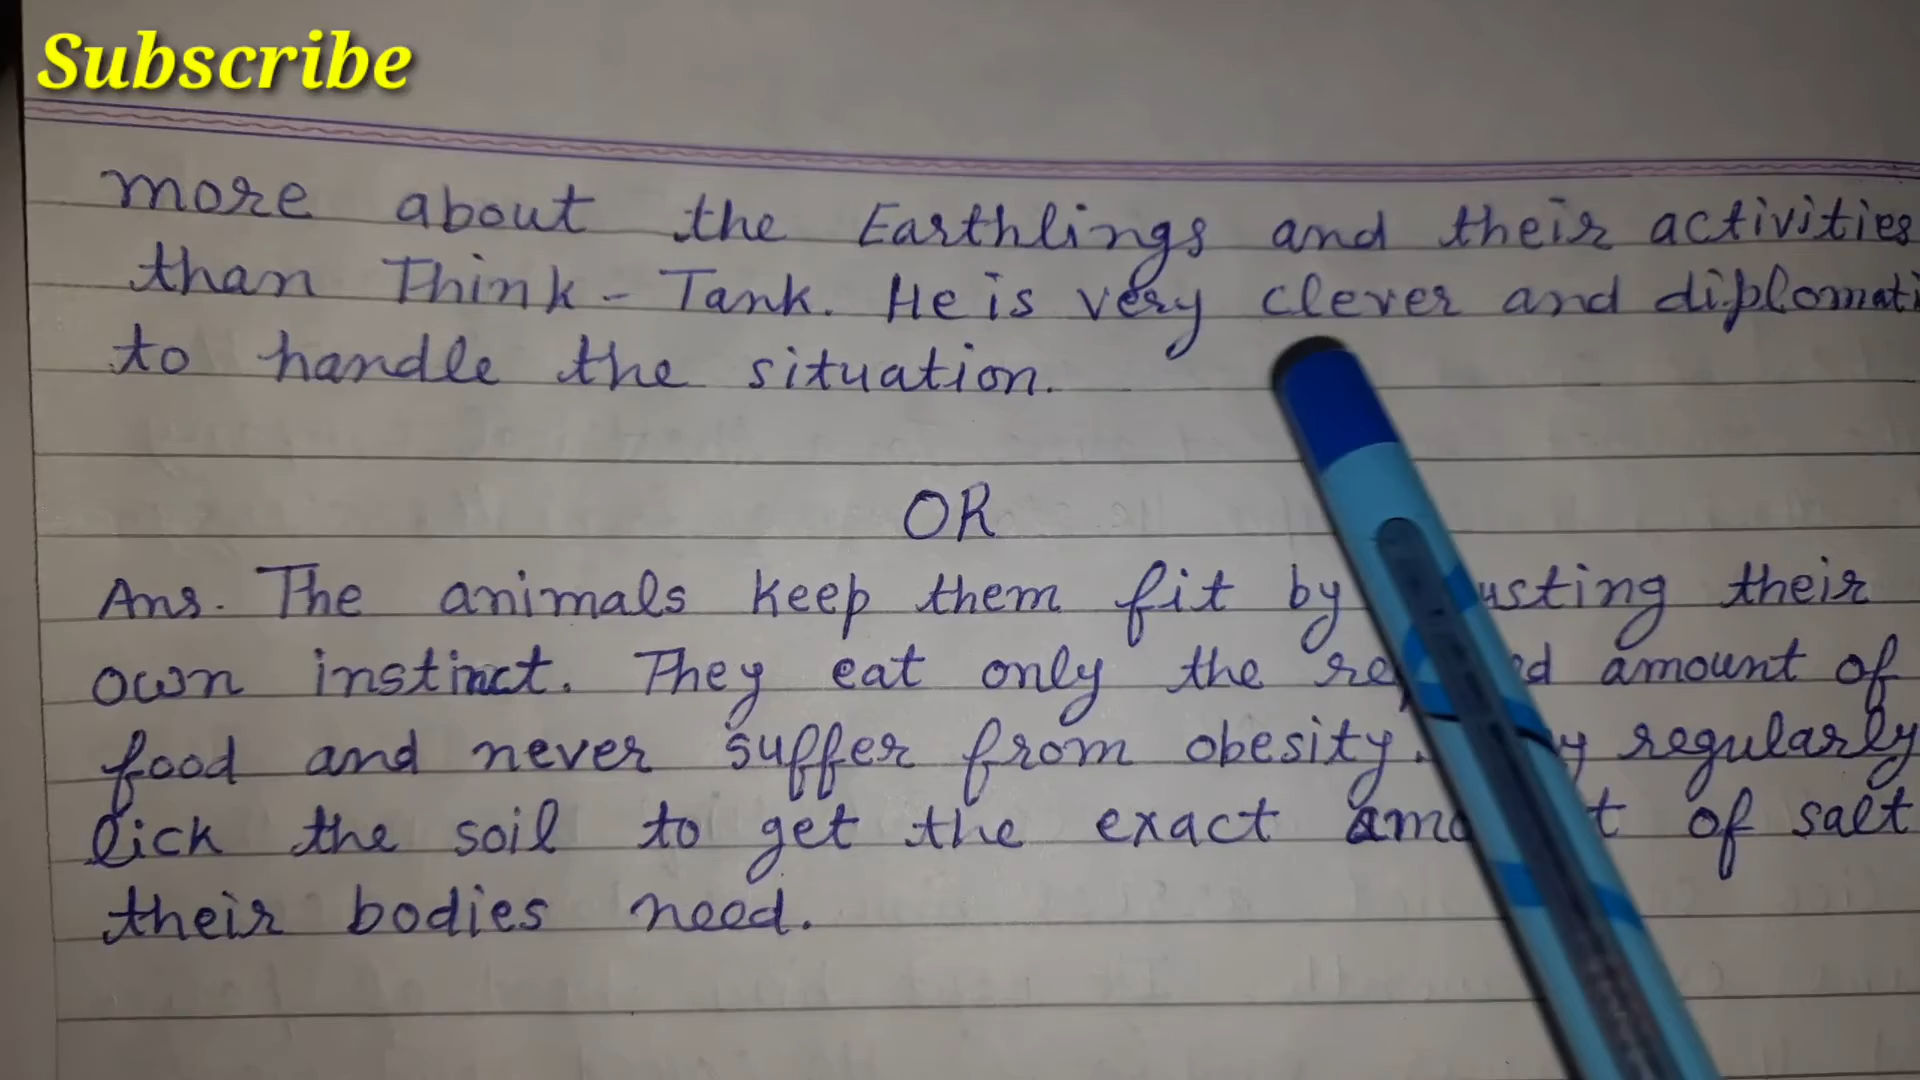 Subscribe
more about the Earthlings and their activities
than Think - Tank. He is very clever and diplomati
to handle the situation.
OR
Ans. The animals keep them fit by their
own instinct. They eat only the amount of
food and never suffer from obesity. regularly
lick the soil to get the exact of salt
their bodies need.